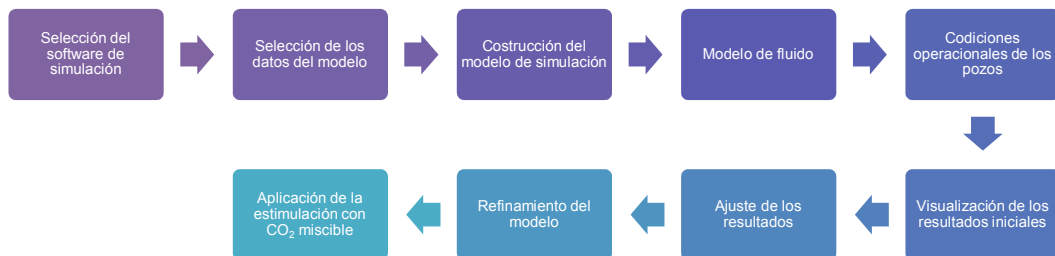 Selección del
software de
simulación
Selección de los
datos del modelo
Costrucción del
modelo de simulación
Modelo de fluido
Codiciones
operacionales de los
pozos
Visualización de los
resultados iniciales
Ajuste de los
resultados
Refinamiento del
modelo
Aplicación de la
estimulación con
CO₂ miscible